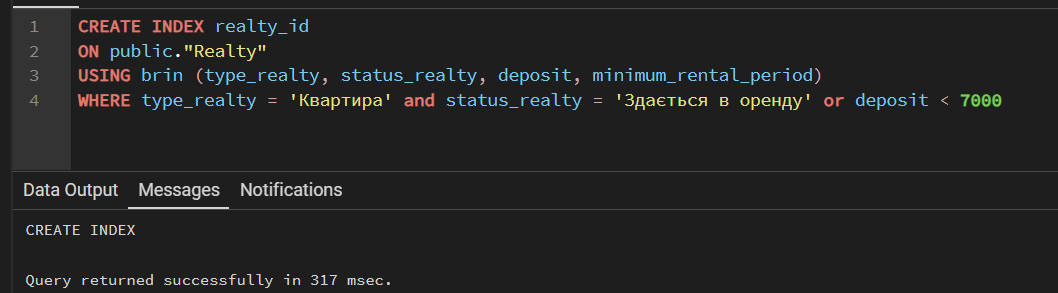 1 CREATE INDEX realty_id
2 ON public."Realty"
3 USING brin (type_realty, status_realty, deposit, minimum_rental_period)
4 WHERE type_realty = 'Квартира' and status_realty = 'Здається в оренду' or deposit < 7000
Data Output Messages Notifications
CREATE INDEX
Query returned successfully in 317 msec.